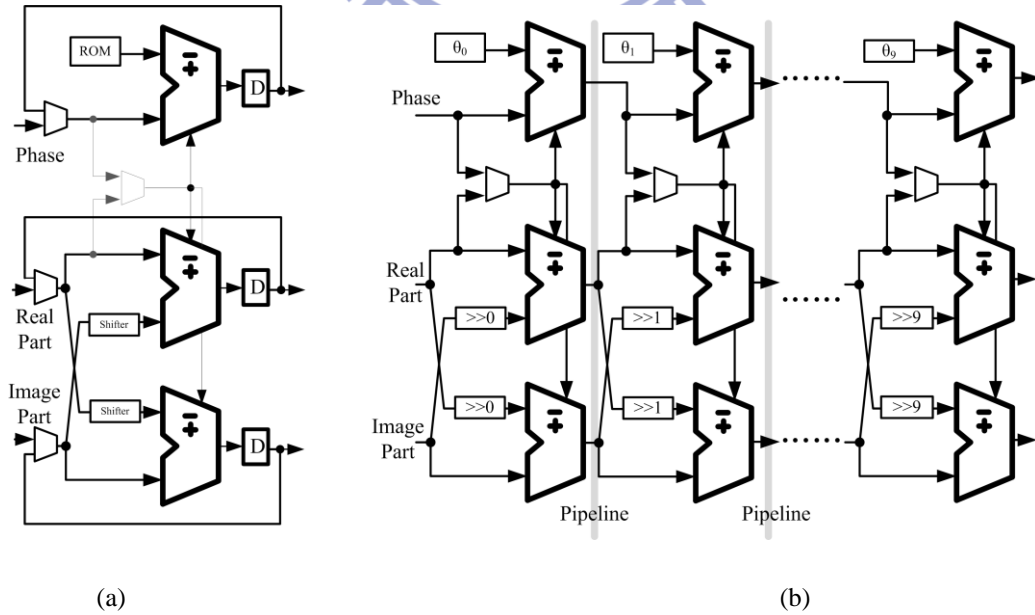 ROM
−
+
D
Phase
−
+
D
Real
Part
Shifter
Image
Part
Shifter
−
+
D
(a)
θ0
−
+
θ1
−
+
......
θ9
−
+
Phase
Real
Part
−
+
−
+
......
−
+
>>0
>>1
>>9
Image
Part
>>0
−
+
>>1
−
+
......
>>9
−
+
Pipeline
Pipeline
(b)